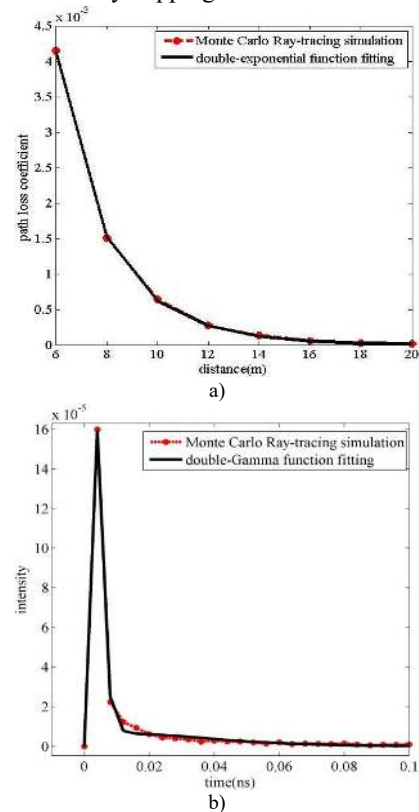 x 10⁻³
4.5
Monte Carlo Ray-tracing simulation
double-exponential function fitting
4
3.5
3
2.5
2
1.5
1
0.5
0
path loss coefficient
6 8 10 12 14 16 18 20
distance(m)
a)
x 10⁻⁵
16
Monte Carlo Ray-tracing simulation
double-Gamma function fitting
14
12
10
8
6
4
2
0
intensity
0 0.02 0.04 0.06 0.08 0.1
time(ns)
b)